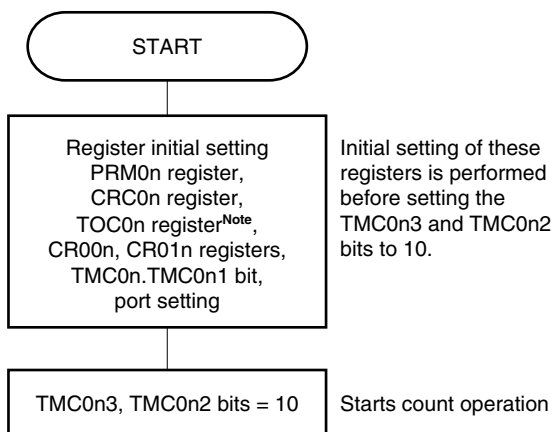 START
Register initial setting
PRM0n register,
CRC0n register,
TOC0n registerNote,
CR00n, CR01n registers,
TMC0n.TMC0n1 bit,
port setting
Initial setting of these
registers is performed
before setting the
TMC0n3 and TMC0n2
bits to 10.
TMC0n3, TMC0n2 bits = 10
Starts count operation